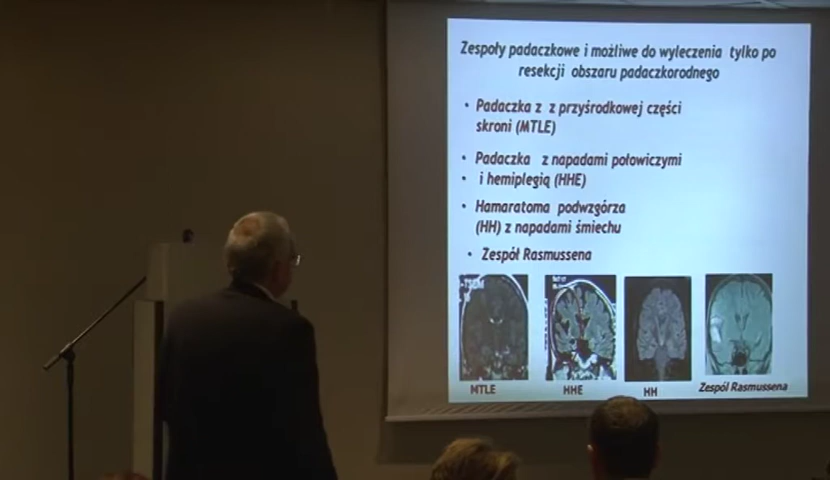 Zespoły padaczkowe i możliwe do wyleczenia tylko po
resekcji obszaru padaczkorodnego
• Padaczka z z przyśrodkowej części
skroni (MTLE)
• Padaczka z napadami połowiczymi
• i hemiplegią (HHE)
• Hamaratoma podwzgórza
(HH) z napadami śmiechu
• Zespół Rasmussena
MTLE HHE HH Zespól Rasmussena